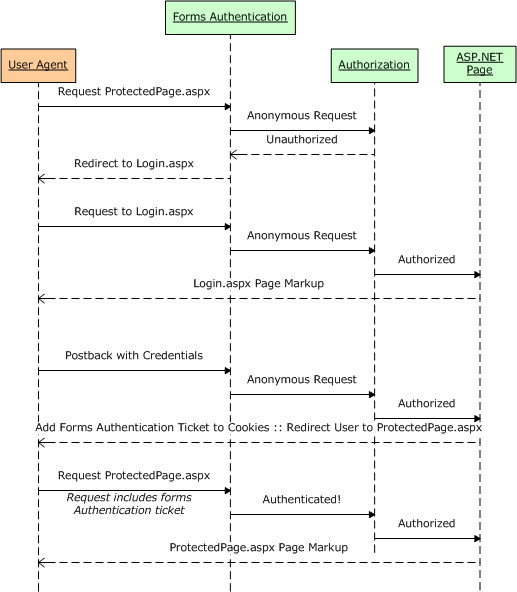 Forms Authentication
User Agent
Authorization
ASP.NET
Page
Request ProtectedPage.aspx
Anonymous Request
Unauthorized
Redirect to Login.aspx
Request to Login.aspx
Anonymous Request
Authorized
Login.aspx Page Markup
Postback with Credentials
Anonymous Request
Authorized
Add Forms Authentication Ticket to Cookies :: Redirect User to ProtectedPage.aspx
Request ProtectedPage.aspx
Request includes forms
Authentication ticket
Authenticated!
Authorized
ProtectedPage.aspx Page Markup